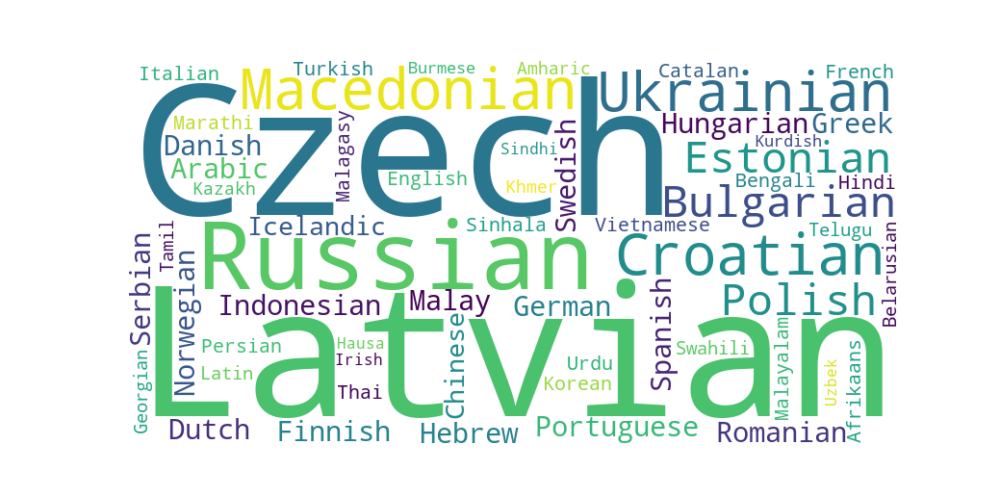 Italian
Turkish
Burmese
Amharic
Catalan
French
Macedonian
Ukrainian
Czech
Marathi
Malagasy
Hungarian
Greek
Danish
Swedish
Sindhi
Kurdish
Estonian
Arabic
Kazakh
English
Khmer
Bengali
Hindi
Bulgarian
Icelandic
Sinhala
Vietnamese
Telugu
Tamil
Russian
Croatian
Belarusian
Serbian
Norwegian
Indonesian
Malay
German
Spanish
Polish
Latvian
Persian
Hausa
Irish
Chinese
Urdu
Swahili
Malayalam
Georgian
Latin
Thai
Korean
Uzbek
Afrikaans
Dutch
Finnish
Hebrew
Portuguese
Romanian